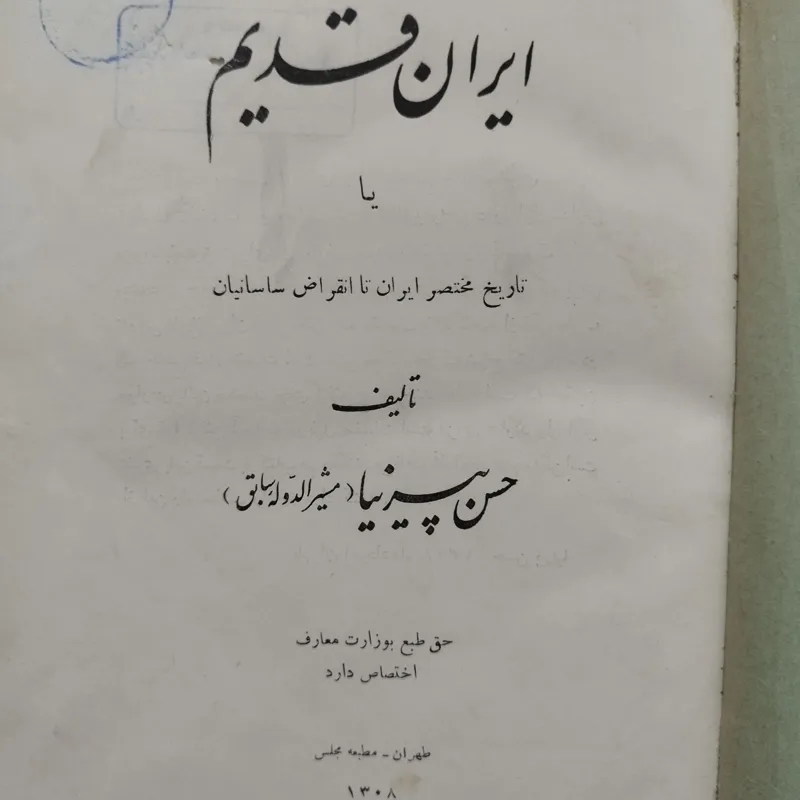 ایران قدیم
یا
تاریخ مختصر ایران تا انقراض ساسانیان
تألیف
حسن پیرنیا (مشیرالدوله سابق)
حق طبع بوزارت معارف
اختصاص دارد
طهران - مطبعه مجلس
۱۳۰۸